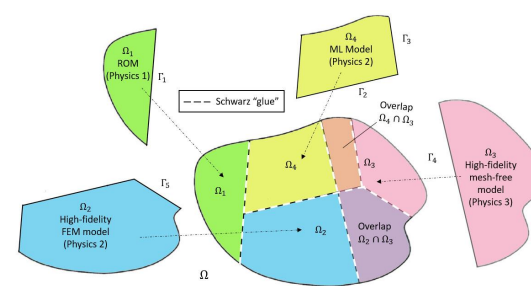 Ω₁
ROM
(Physics 1)
Γ₁
Ω₄
ML Model
(Physics 2)
Γ₃
Γ₂
Schwarz “glue”
Overlap
Ω₄ ∩ Ω₃
Ω₃
High-fidelity
mesh-free
model
(Physics 3)
Γ₄
Γ₅
Ω₂
High-fidelity
FEM model
(Physics 2)
Ω₁
Ω₄
Ω₃
Ω₂
Overlap
Ω₂ ∩ Ω₃
Ω